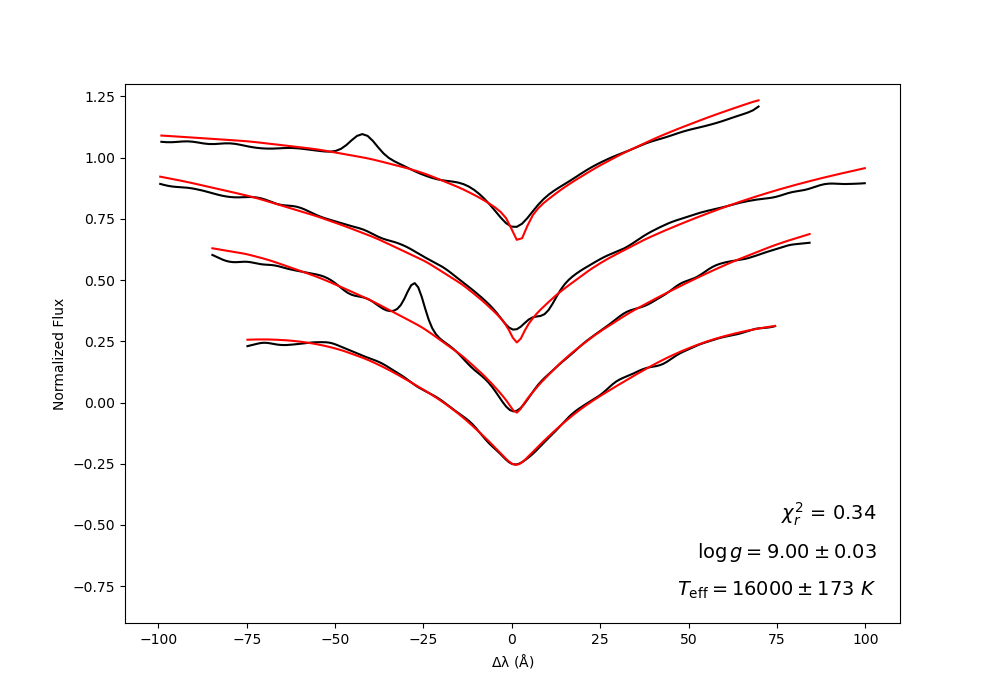 1.25
1.00
0.75
0.50
0.25
0.00
−0.25
−0.50
−0.75
Normalized Flux
χ²ᵣ = 0.34
log g = 9.00 ± 0.03
T_eff = 16000 ± 173 K
−100 −75 −50 −25 0 25 50 75 100
Δλ (Å)